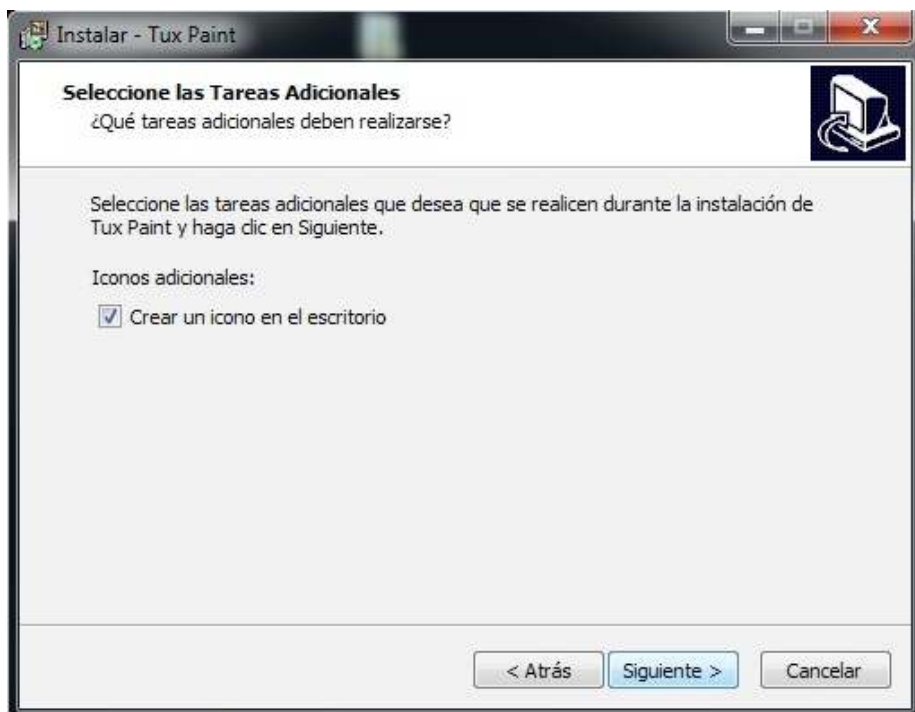 Instalar - Tux Paint
Seleccione las Tareas Adicionales
¿Qué tareas adicionales deben realizarse?
Seleccione las tareas adicionales que desea que se realicen durante la instalación de
Tux Paint y haga clic en Siguiente.
Iconos adicionales:
Crear un icono en el escritorio
< Atrás
Siguiente >
Cancelar